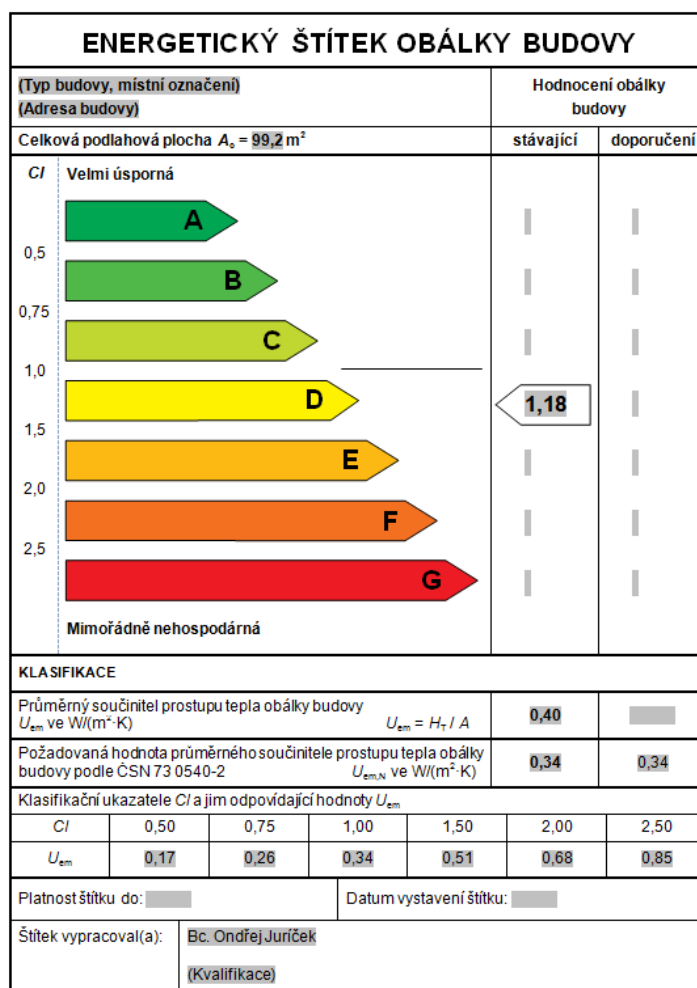 ENERGETICKÝ ŠTÍTEK OBÁLKY BUDOVY
(Typ budovy, místní označení)
(Adresa budovy)
Hodnocení obálky
budovy
Celková podlahová plocha Ao = 99,2 m²
stávající
doporučení
CI Velmi úsporná
A
0,5
B
0,75
C
1,0
D
1,18
1,5
E
2,0
F
2,5
G
Mimořádně nehospodárná
KLASIFIKACE
Průměrný součinitel prostupu tepla obálky budovy
Uem ve W/(m²·K) Uem = HT / A
0,40
Požadovaná hodnota průměrného součinitele prostupu tepla obálky
budovy podle ČSN 73 0540-2 Uem,N ve W/(m²·K)
0,34 0,34
Klasifikační ukazatele CI a jim odpovídající hodnoty Uem
CI 0,50 0,75 1,00 1,50 2,00 2,50
Uem 0,17 0,26 0,34 0,51 0,68 0,85
Platnost štítku do: Datum vystavení štítku:
Štítek vypracoval(a): Bc. Ondřej Juríček
(Kvalifikace)